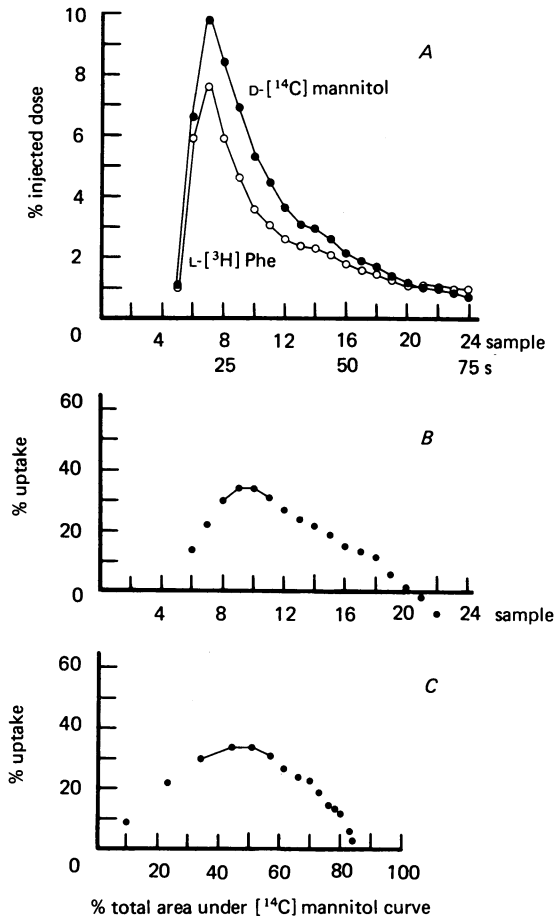 A
10
8
6
4
2
0
% injected dose
D-[¹⁴C] mannitol
L-[³H] Phe
4 8 12 16 20 24 sample
25 50 75 s
B
60
40
20
0
% uptake
4 8 12 16 20 24 sample
C
60
40
20
0
% uptake
20 40 60 80 100
% total area under [¹⁴C] mannitol curve